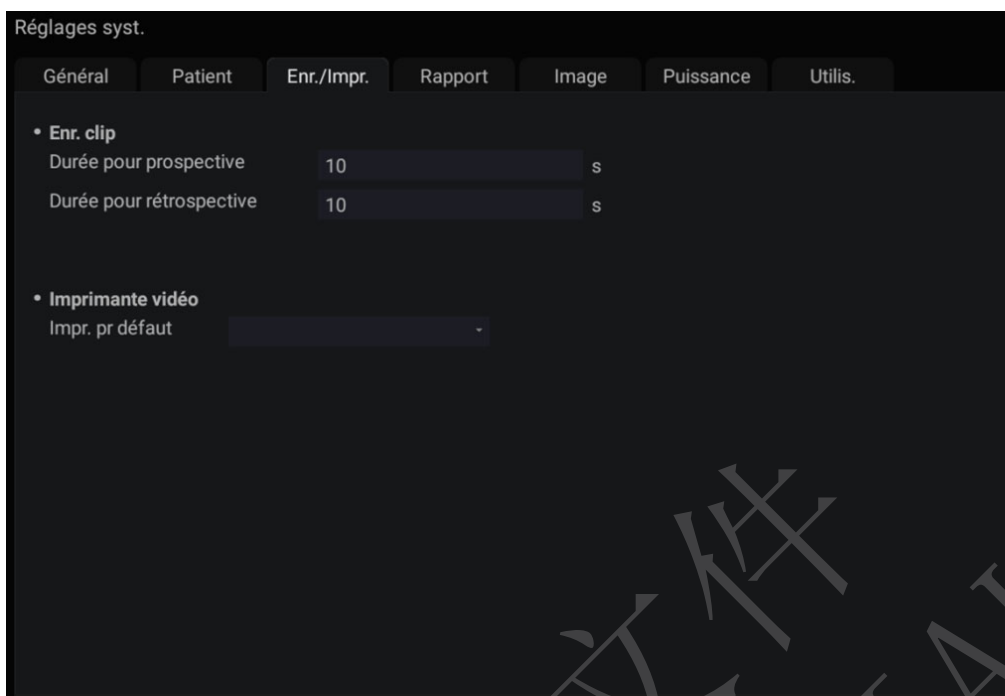 Réglages syst.
Général Patient Enr./Impr. Rapport Image Puissance Utilis.
• Enr. clip
Durée pour prospective 10 s
Durée pour rétrospective 10 s
• Imprimante vidéo
Impr. pr défaut
文件